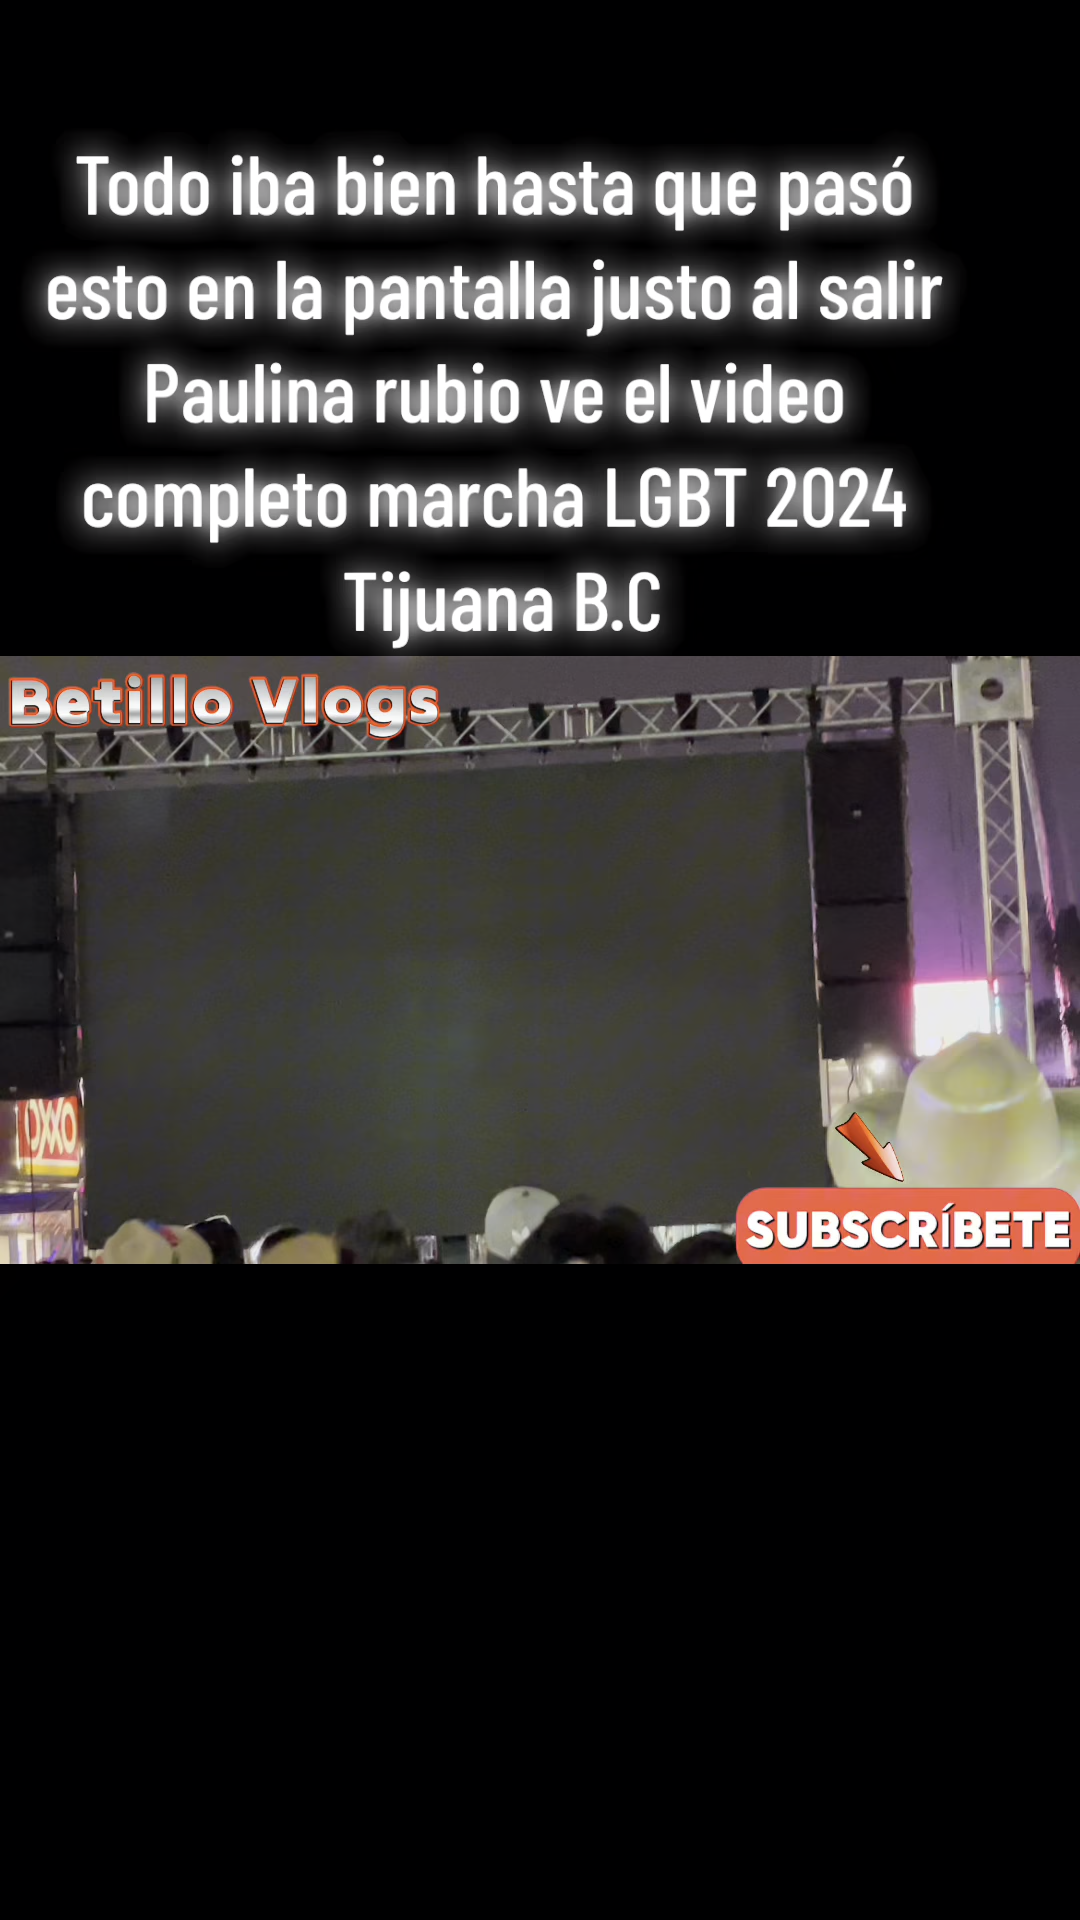 Todo iba bien hasta que pasó
esto en la pantalla justo al salir
Paulina rubio ve el video
completo marcha LGBT 2024
Tijuana B.C
Betillo Vlogs
OXXO
SUBSCRÍBETE